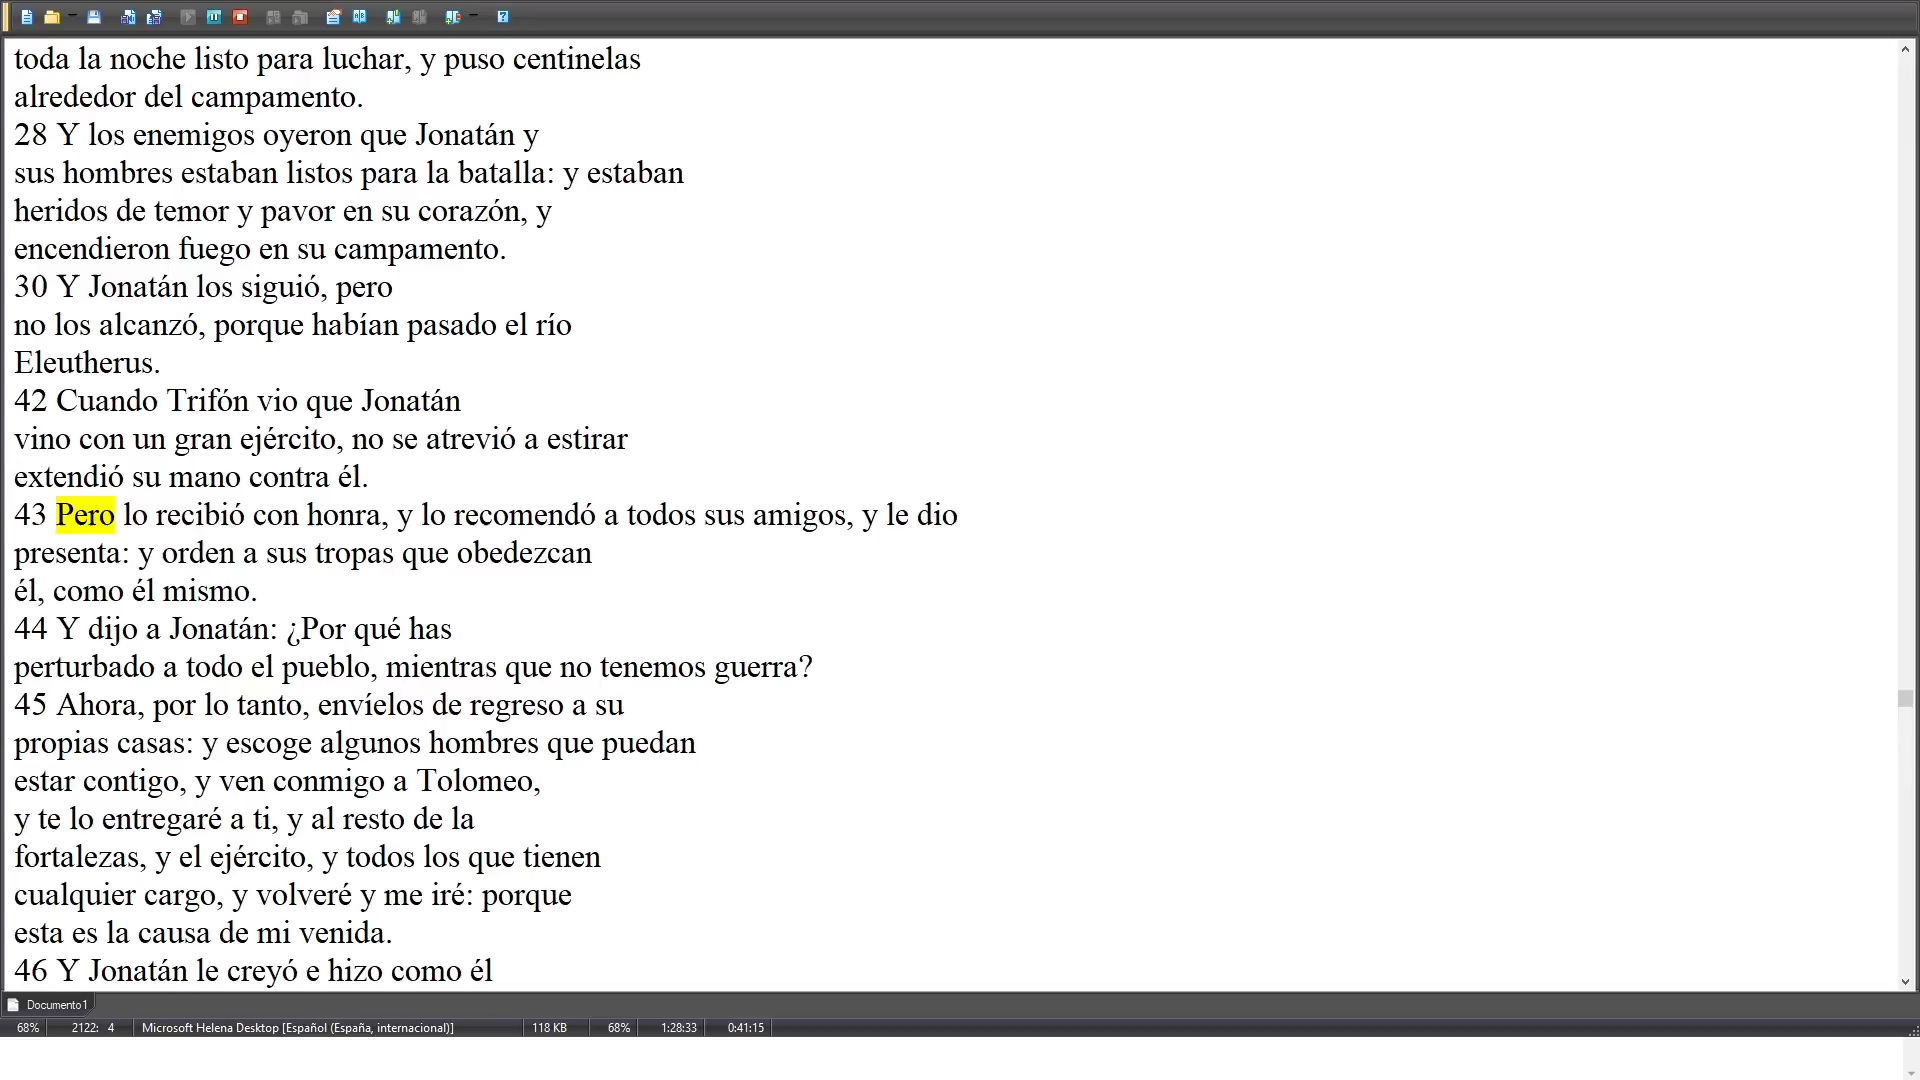 toda la noche listo para luchar, y puso centinelas
alrededor del campamento.
28 Y los enemigos oyeron que Jonatán y
sus hombres estaban listos para la batalla: y estaban
heridos de temor y pavor en su corazón, y
encendieron fuego en su campamento.
30 Y Jonatán los siguió, pero
no los alcanzó, porque habían pasado el río
Eleutherus.
42 Cuando Trifón vio que Jonatán
vino con un gran ejército, no se atrevió a estirar
extendió su mano contra él.
43 Pero lo recibió con honra, y lo recomendó a todos sus amigos, y le dio
presenta: y orden a sus tropas que obedezcan
él, como él mismo.
44 Y dijo a Jonatán: ¿Por qué has
perturbado a todo el pueblo, mientras que no tenemos guerra?
45 Ahora, por lo tanto, envíelos de regreso a su
propias casas: y escoge algunos hombres que puedan
estar contigo, y ven conmigo a Tolomeo,
y te lo entregaré a ti, y al resto de la
fortalezas, y el ejército, y todos los que tienen
cualquier cargo, y volveré y me iré: porque
esta es la causa de mi venida.
46 Y Jonatán le creyó e hizo como él
Documento1
68% 2122: 4 Microsoft Helena Desktop [Español (España, internacional)] 118 KB 68% 1:28:33 0:41:15